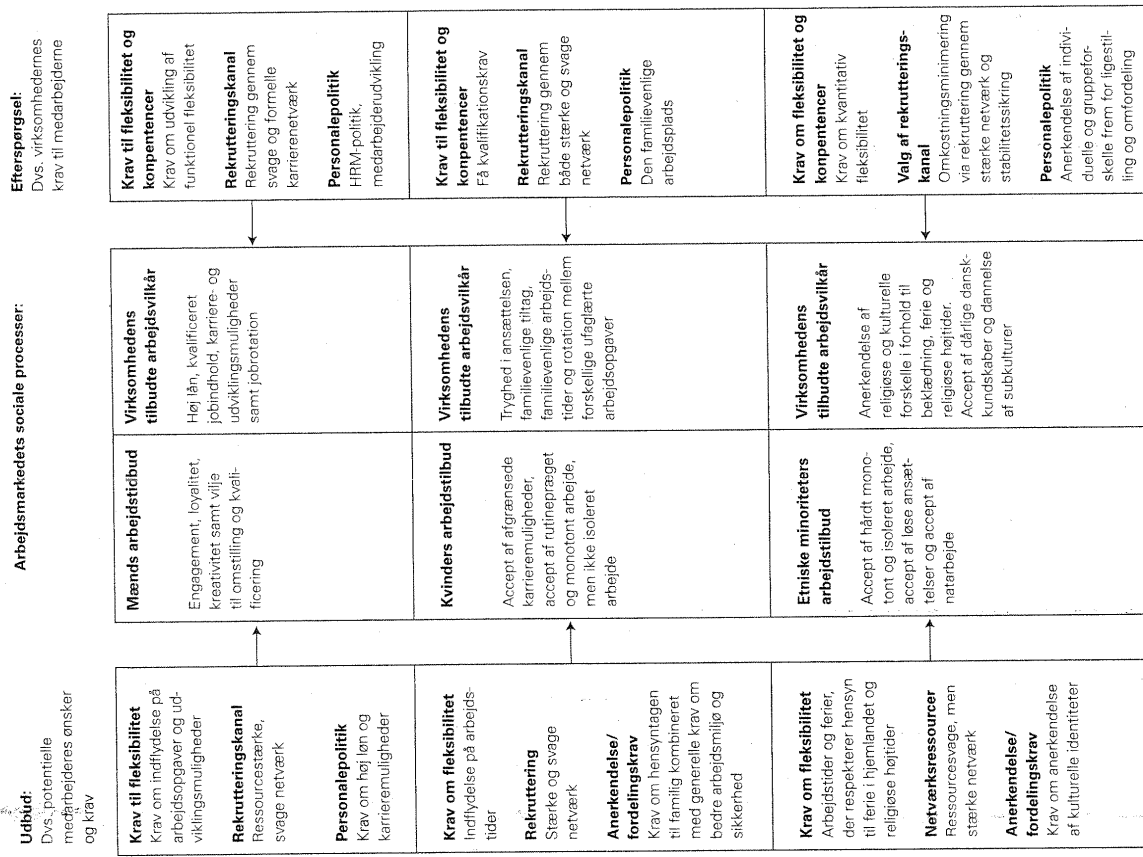 Arbejdsmarkedets sociale processer:
Udbud:
Dvs. potentielle
medarbejderes ønsker
og krav
Efterspørgsel:
Dvs. virksomhedernes
krav til medarbejderne
Krav til fleksibilitet
Krav om indflydelse på
arbejdsopgaver og ud-
viklingsmuligheder
Rekrutteringskanal
Ressourcestærke,
svage netværk
Personalepolitik
Krav om høj løn og
karrieremuligheder
Mænds arbejdstidbud
Engagement, loyalitet,
kreativitet samt vilje
til omstilling og kvali-
ficering
Virksomhedens
tilbudte arbejdsvilkår
Høj lån, kvalificeret
jobindhold, karriere- og
udviklingsmuligheder
samt jobrotation
Krav til fleksibilitet og
konpentencer
Krav om udvikling af
funktionel fleksibilitet
Rekrutteringskanal
Rekruttering gennem
svage og formelle
karrierenetværk
Personalepolitik
HRM-politik,
medarbejderudvikling
Krav om fleksibilitet
Indflydelse på arbejds-
tider
Rekruttering
Stærke og svage
netværk
Anerkendelse/
fordelingskrav
Krav om hensyntagen
til familig kombineret
med generelle krav om
bedre arbejdsmiljø og
sikkerhed
Kvinders arbejdstilbud
Accept af afgrænsede
karrieremuligheder,
accept af rutinepræget
og monotont arbejde,
men ikke isoleret
arbejde
Virksomhedens
tilbudte arbejdsvilkår
Tryghed i ansættelsen,
familievenlige tiltag,
familievenlige arbejds-
tider og rotation mellem
forskellige ufaglærte
arbejdsopgaver
Krav til fleksibilitet og
konpentencer
Få kvalifikationskrav
Rekrutteringskanal
Rekruttering gennem
både stærke og svage
netværk
Personalepolitik
Den familievenlige
arbejdsplads
Krav om fleksibilitet
Arbejdstider og ferier,
der respekterer hensyn
til ferie i hjemlandet og
religiøse højtider
Netværksressourcer
Ressourcesvage, men
stærke netværk
Anerkendelse/
fordelingskrav
Krav om anerkendelse
af kulturelle identiteter
Etniske minoriteters
arbejdstilbud
Accept af hårdt mono-
tont og isoleret arbejde,
accept af løse ansæt-
telser og accept af
natarbejde
Virksomhedens
tilbudte arbejdsvilkår
Anerkendelse af
religiøse og kulturelle
forskelle i forhold til
beklædning, ferie og
religiøse højtider.
Accept af dårlige dansk-
kundskaber og dannelse
af subkulturer
Krav om fleksibilitet og
konpentencer
Krav om kvantitativ
fleksibilitet
Valg af rekrutterings-
kanal
Omkostningsminimering
via rekruttering gennem
stærke netværk og
stabilitetssikring
Personalepolitik
Anerkendelse af indivi-
duelle og gruppefor-
skelle frem for ligestil-
ling og omfordeling